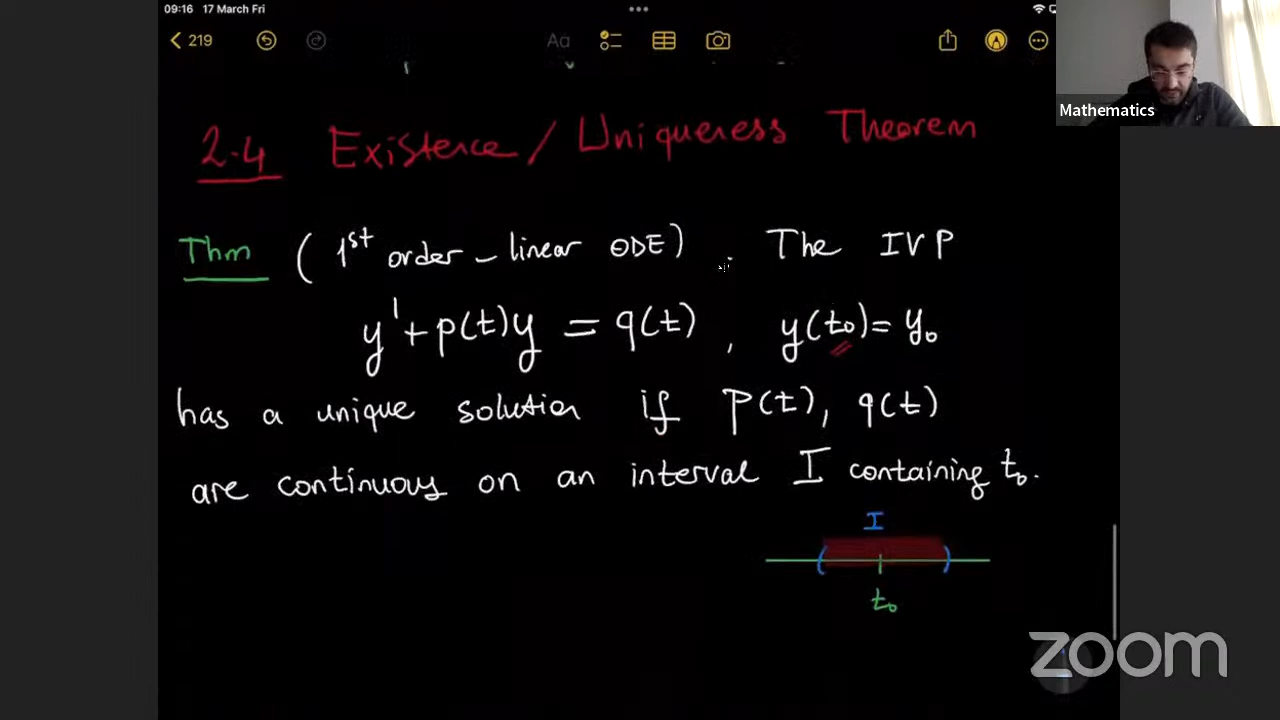 09:16 17 March Fri
219
Aa
Mathematics
2.4 Existence / Uniqueness Theorem
Thm (1st order - linear ODE). The IVP
y' + p(t)y = q(t), y(t₀) = y₀
has a unique solution if p(t), q(t)
are continuous on an interval I containing t₀.
I
( )
t₀
zoom